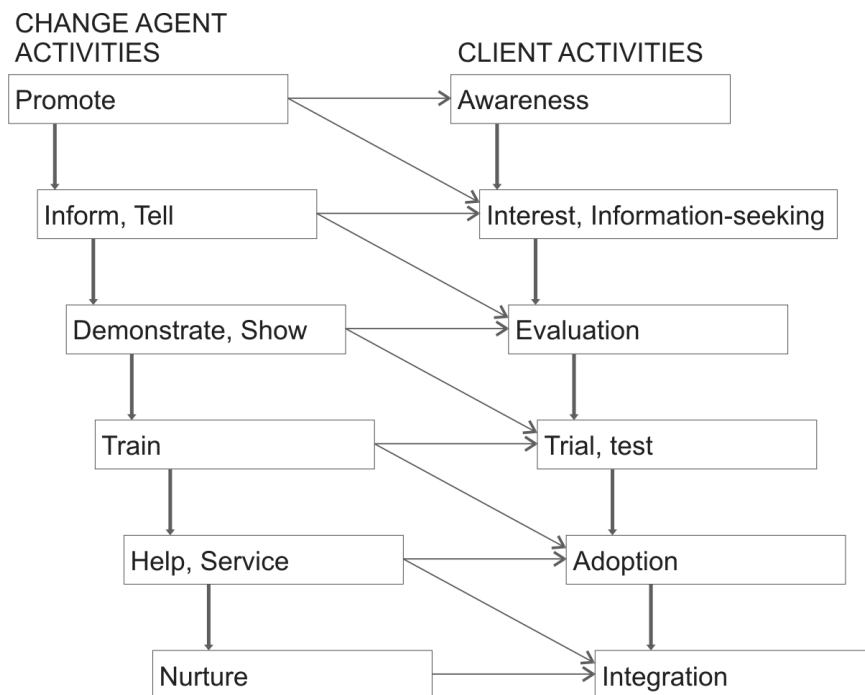 CHANGE AGENT
ACTIVITIES
CLIENT ACTIVITIES
Promote
Awareness
Inform, Tell
Interest, Information-seeking
Demonstrate, Show
Evaluation
Train
Trial, test
Help, Service
Adoption
Nurture
Integration